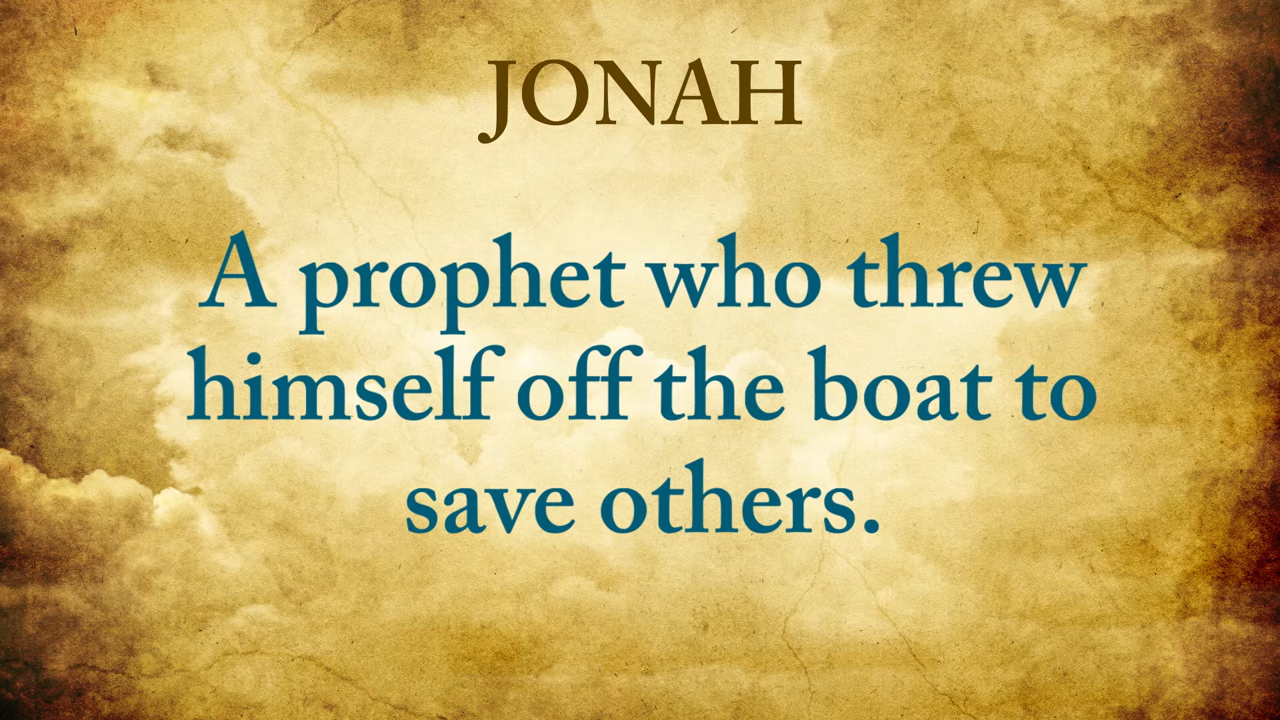 JONAH
A prophet who threw
himself off the boat to
save others.